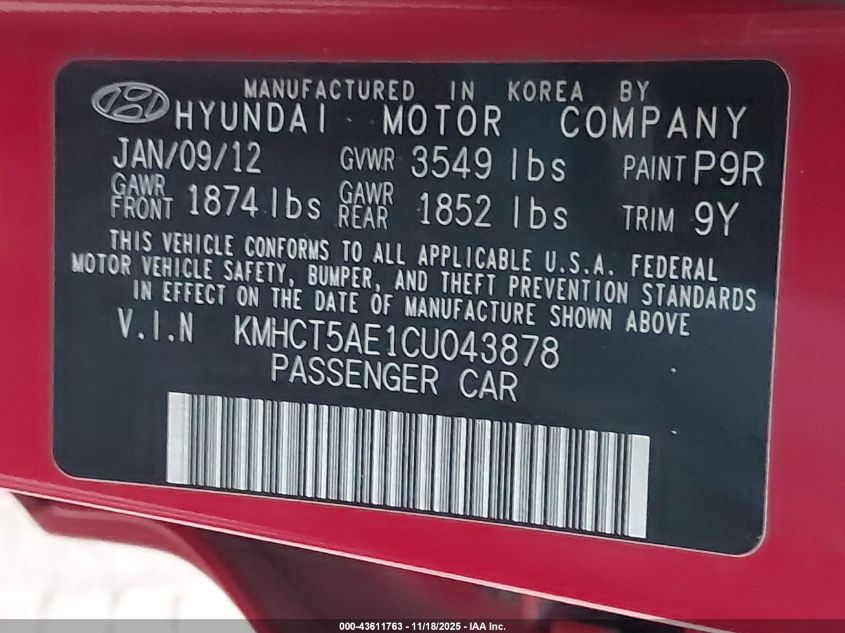 MANUFACTURED IN KOREA BY
HYUNDAI MOTOR COMPANY
JAN/09/12 GVWR 3549 lbs PAINT P9R
GAWR FRONT 1874 lbs GAWR REAR 1852 lbs TRIM 9Y
THIS VEHICLE CONFORMS TO ALL APPLICABLE U.S.A. FEDERAL
MOTOR VEHICLE SAFETY, BUMPER, AND THEFT PREVENTION STANDARDS
IN EFFECT ON THE DATE OF MANUFACTURE SHOWN ABOVE
V.I.N KMHCT5AE1CU043878
PASSENGER CAR
000-43611763 - 11/18/2025 - IAA Inc.